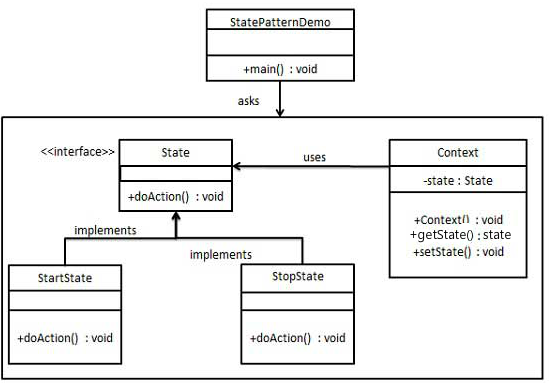 StatePatternDemo
+main() : void
asks
<<interface>>
State
+doAction() : void
uses
Context
-state : State
+Context() : void
+getState() : state
+setState() : void
implements
implements
StartState
+doAction() : void
StopState
+doAction() : void